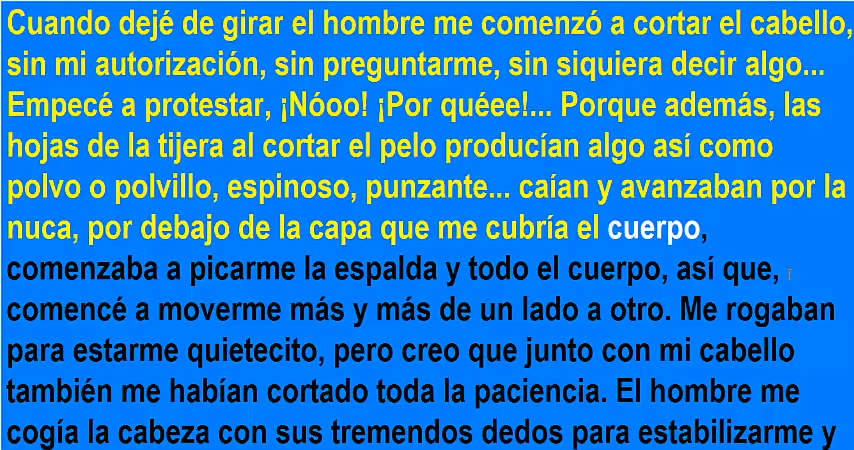 Cuando dejé de girar el hombre me comenzó a cortar el cabello,
sin mi autorización, sin preguntarme, sin siquiera decir algo...
Empecé a protestar, ¡Nóoo! ¡Por quéee!... Porque además, las
hojas de la tijera al cortar el pelo producían algo así como
polvo o polvillo, espinoso, punzante... caían y avanzaban por la
nuca, por debajo de la capa que me cubría el cuerpo,
comenzaba a picarme la espalda y todo el cuerpo, así que,
comencé a moverme más y más de un lado a otro. Me rogaban
para estarme quietecito, pero creo que junto con mi cabello
también me habían cortado toda la paciencia. El hombre me
cogía la cabeza con sus tremendos dedos para estabilizarme y